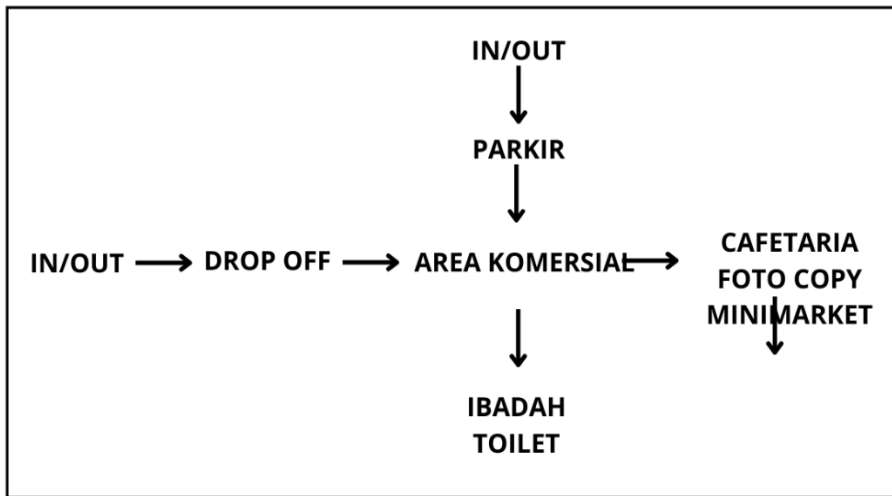 IN/OUT
PARKIR
IN/OUT
DROP OFF
AREA KOMERSIAL
CAFETARIA
FOTO COPY
MINIMARKET
IBADAH
TOILET